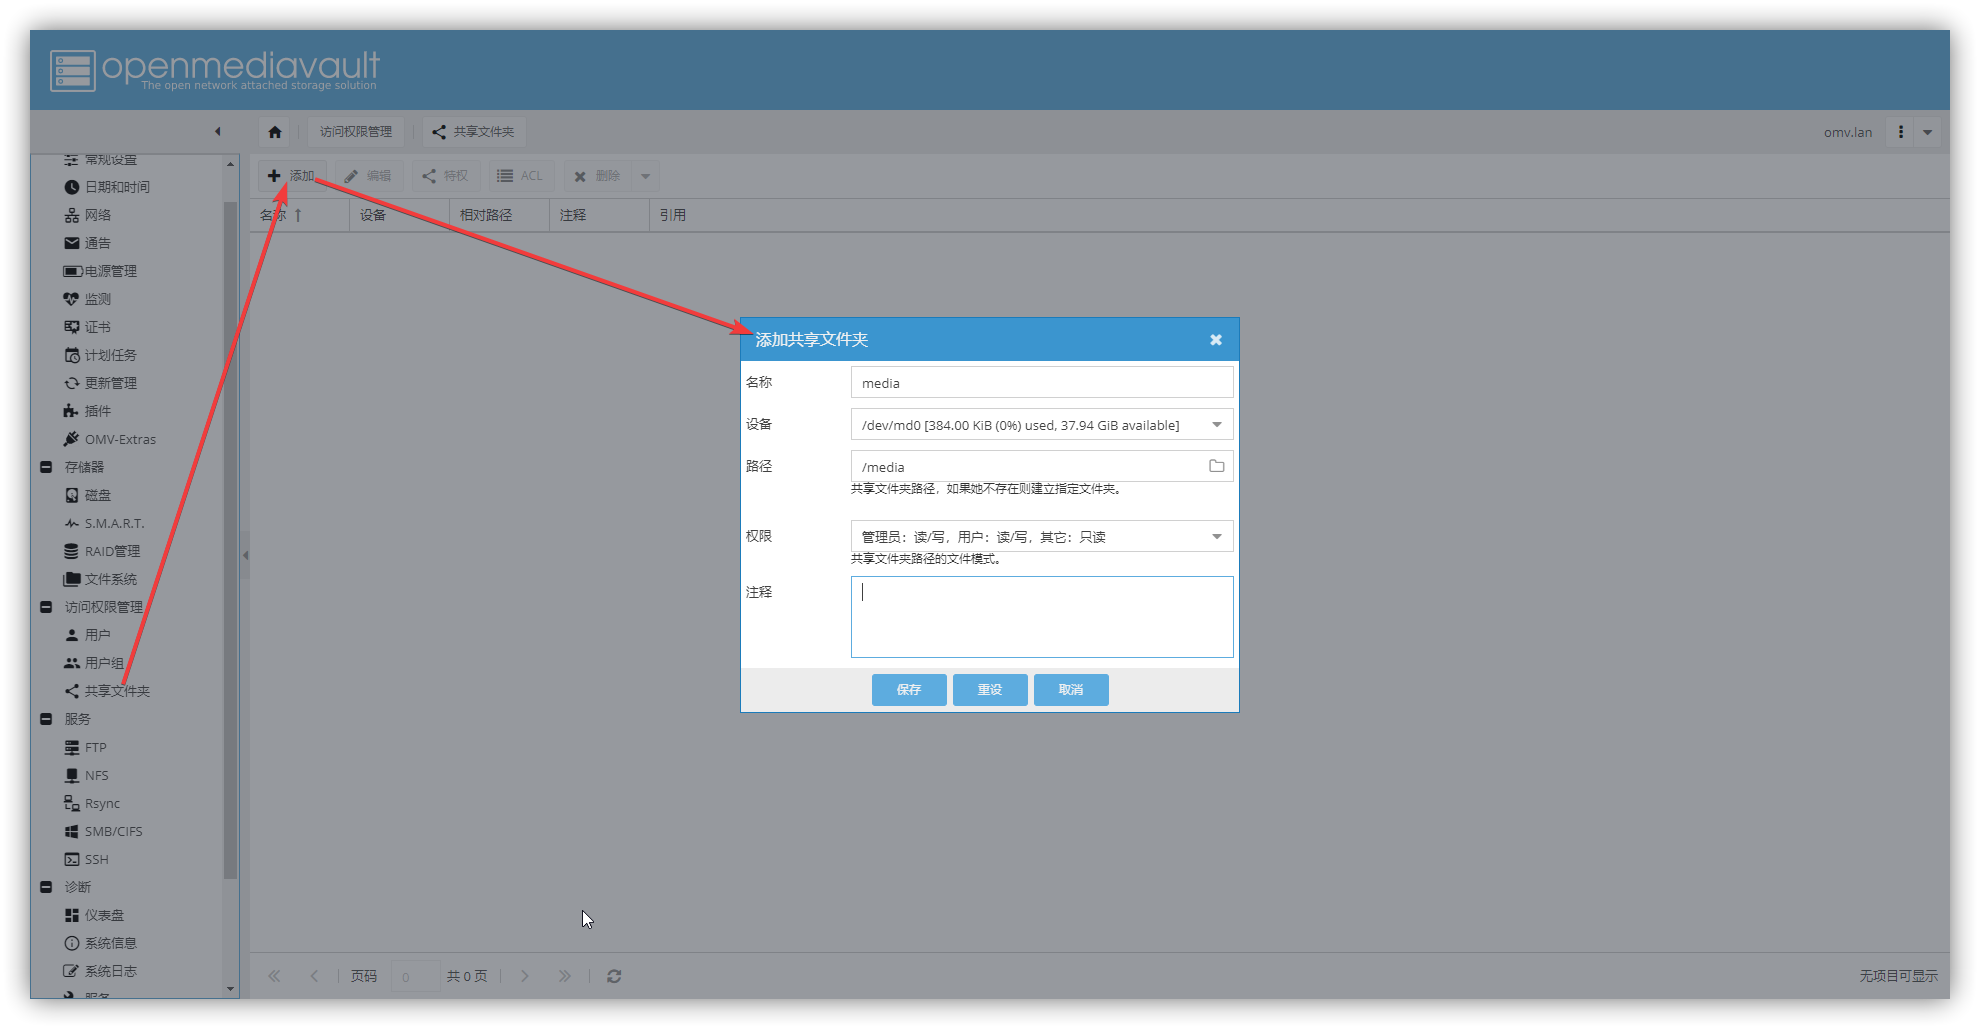 openmediavault
The open network attached storage solution
访问权限管理
共享文件夹
omv.lan
常规设置
日期和时间
网络
通告
电源管理
监测
证书
计划任务
更新管理
插件
OMV-Extras
存储器
磁盘
S.M.A.R.T.
RAID管理
文件系统
访问权限管理
用户
用户组
共享文件夹
服务
FTP
NFS
Rsync
SMB/CIFS
SSH
诊断
仪表盘
系统信息
系统日志
服务
添加
编辑
特权
ACL
删除
名称
设备
相对路径
注释
引用
添加共享文件夹
名称
media
设备
/dev/md0 [384.00 KiB (0%) used, 37.94 GiB available]
路径
/media
共享文件夹路径，如果她不存在则建立指定文件夹。
权限
管理员：读/写，用户：读/写，其它：只读
共享文件夹路径的文件模式。
注释
保存
重设
取消
页码
0
共 0 页
无项目可显示